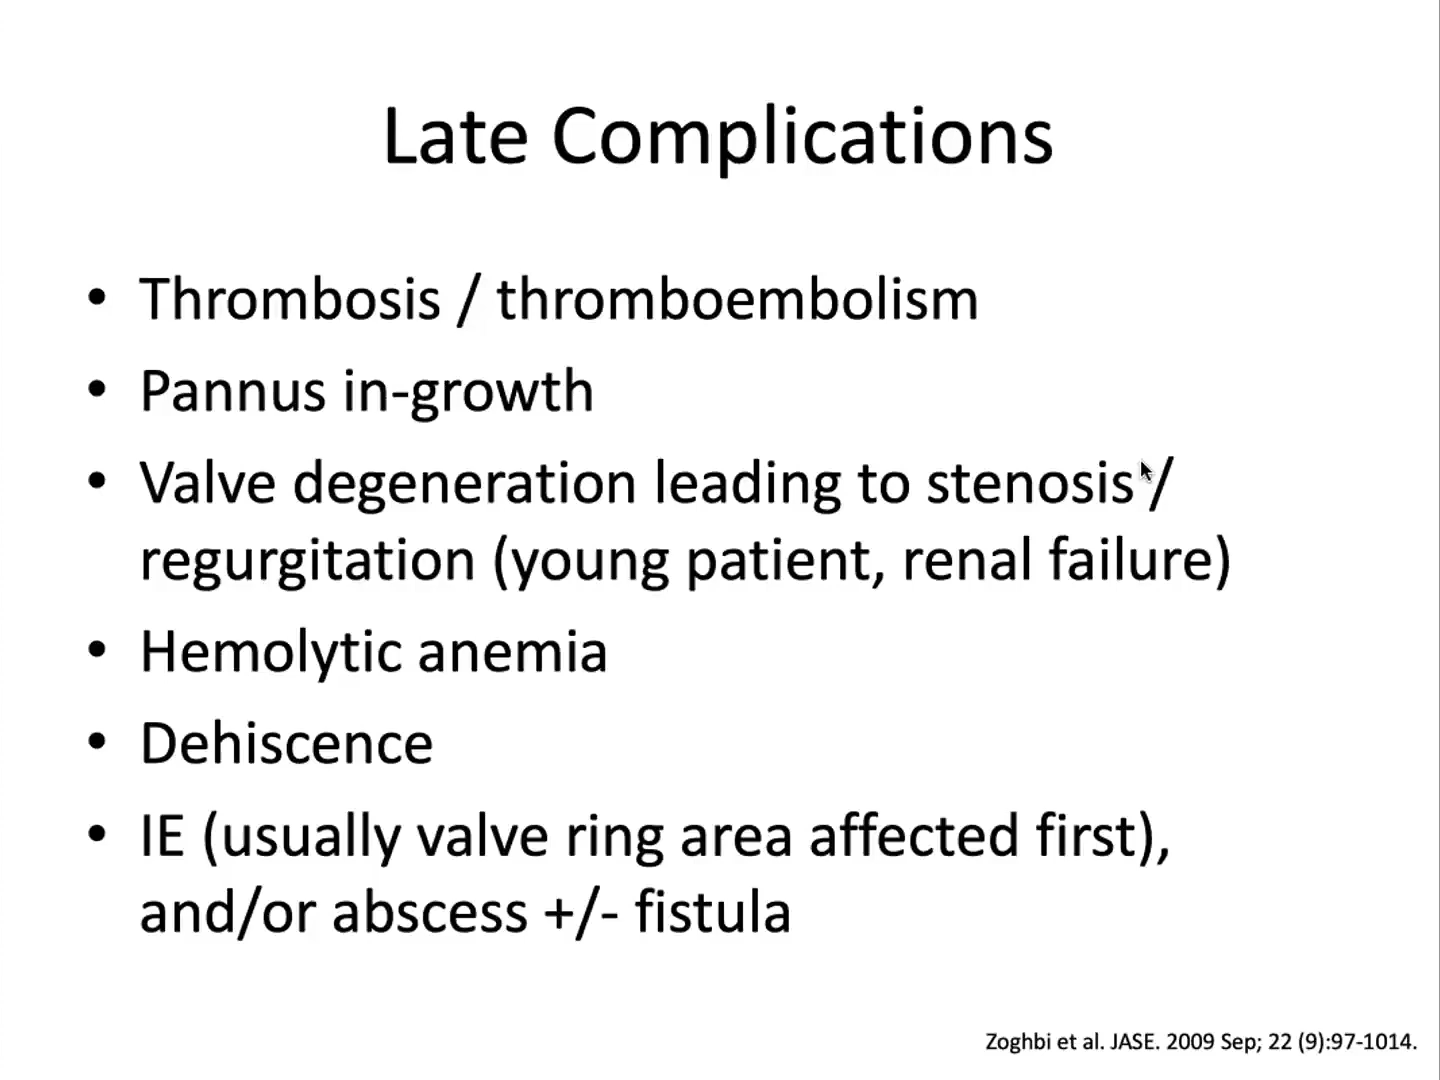 Late Complications
• Thrombosis / thromboembolism
• Pannus in-growth
• Valve degeneration leading to stenosis /
regurgitation (young patient, renal failure)
• Hemolytic anemia
• Dehiscence
• IE (usually valve ring area affected first),
and/or abscess +/- fistula
Zoghbi et al. JASE. 2009 Sep; 22 (9):97-1014.